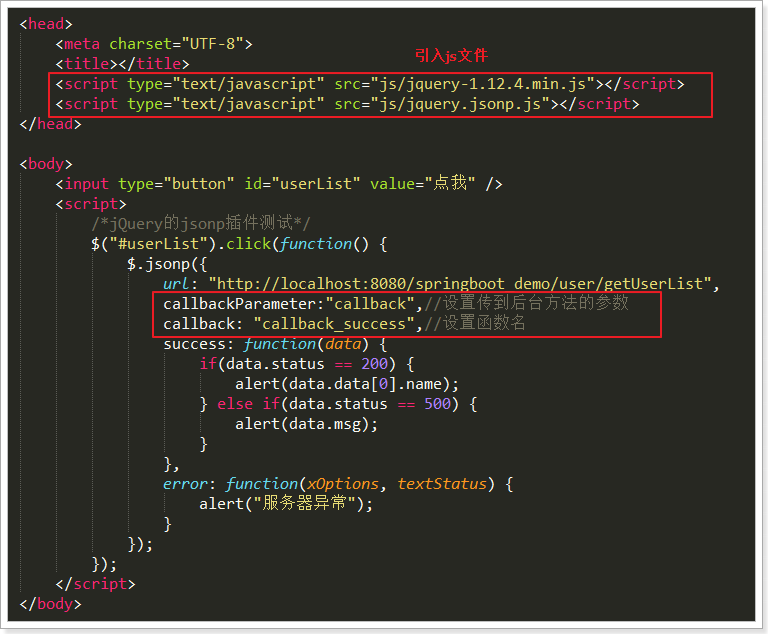 <head>
<meta charset="UTF-8">
引入js文件
<title></title>
<script type="text/javascript" src="js/jquery-1.12.4.min.js"></script>
<script type="text/javascript" src="js/jquery.jsonp.js"></script>
</head>
<body>
<input type="button" id="userList" value="点我" />
<script>
/*jQuery的jsonp插件测试*/
$("#userList").click(function() {
$.jsonp({
url: "http://localhost:8080/springboot_demo/user/getUserList",
callbackParameter:"callback",//设置传到后台方法的参数
callback: "callback_success",//设置函数名
success: function(data) {
if(data.status == 200) {
alert(data.data[0].name);
} else if(data.status == 500) {
alert(data.msg);
}
},
error: function(xOptions, textStatus) {
alert("服务器异常");
}
});
});
</script>
</body>